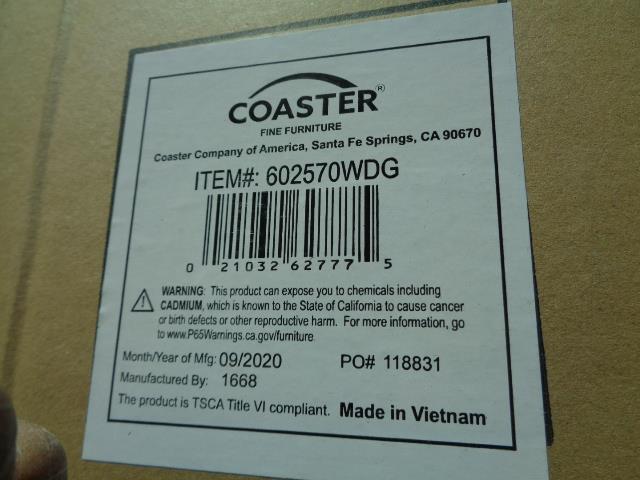 COASTER®
FINE FURNITURE
Coaster Company of America, Santa Fe Springs, CA 90670
ITEM#: 602570WDG
0 21032 62777 5
WARNING: This product can expose you to chemicals including
CADMIUM, which is known to the State of California to cause cancer
or birth defects or other reproductive harm. For more information, go
to www.P65Warnings.ca.gov/furniture
Month/Year of Mfg: 09/2020 PO# 118831
Manufactured By: 1668
The product is TSCA Title VI compliant. Made in Vietnam